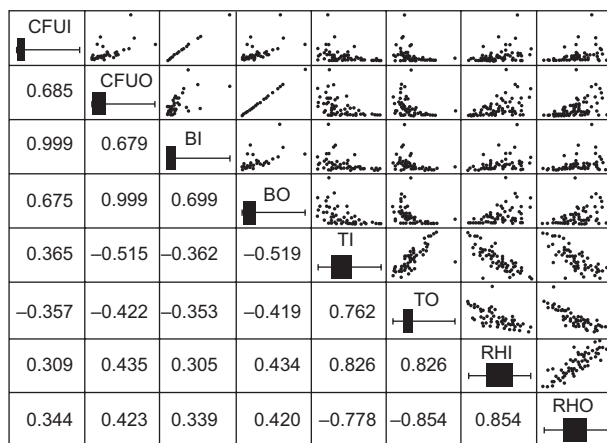 CFUI
0.685 CFUO
0.999 0.679 BI
0.675 0.999 0.699 BO
0.365 –0.515 –0.362 –0.519 TI
–0.357 –0.422 –0.353 –0.419 0.762 TO
0.309 0.435 0.305 0.434 0.826 0.826 RHI
0.344 0.423 0.339 0.420 –0.778 –0.854 0.854 RHO